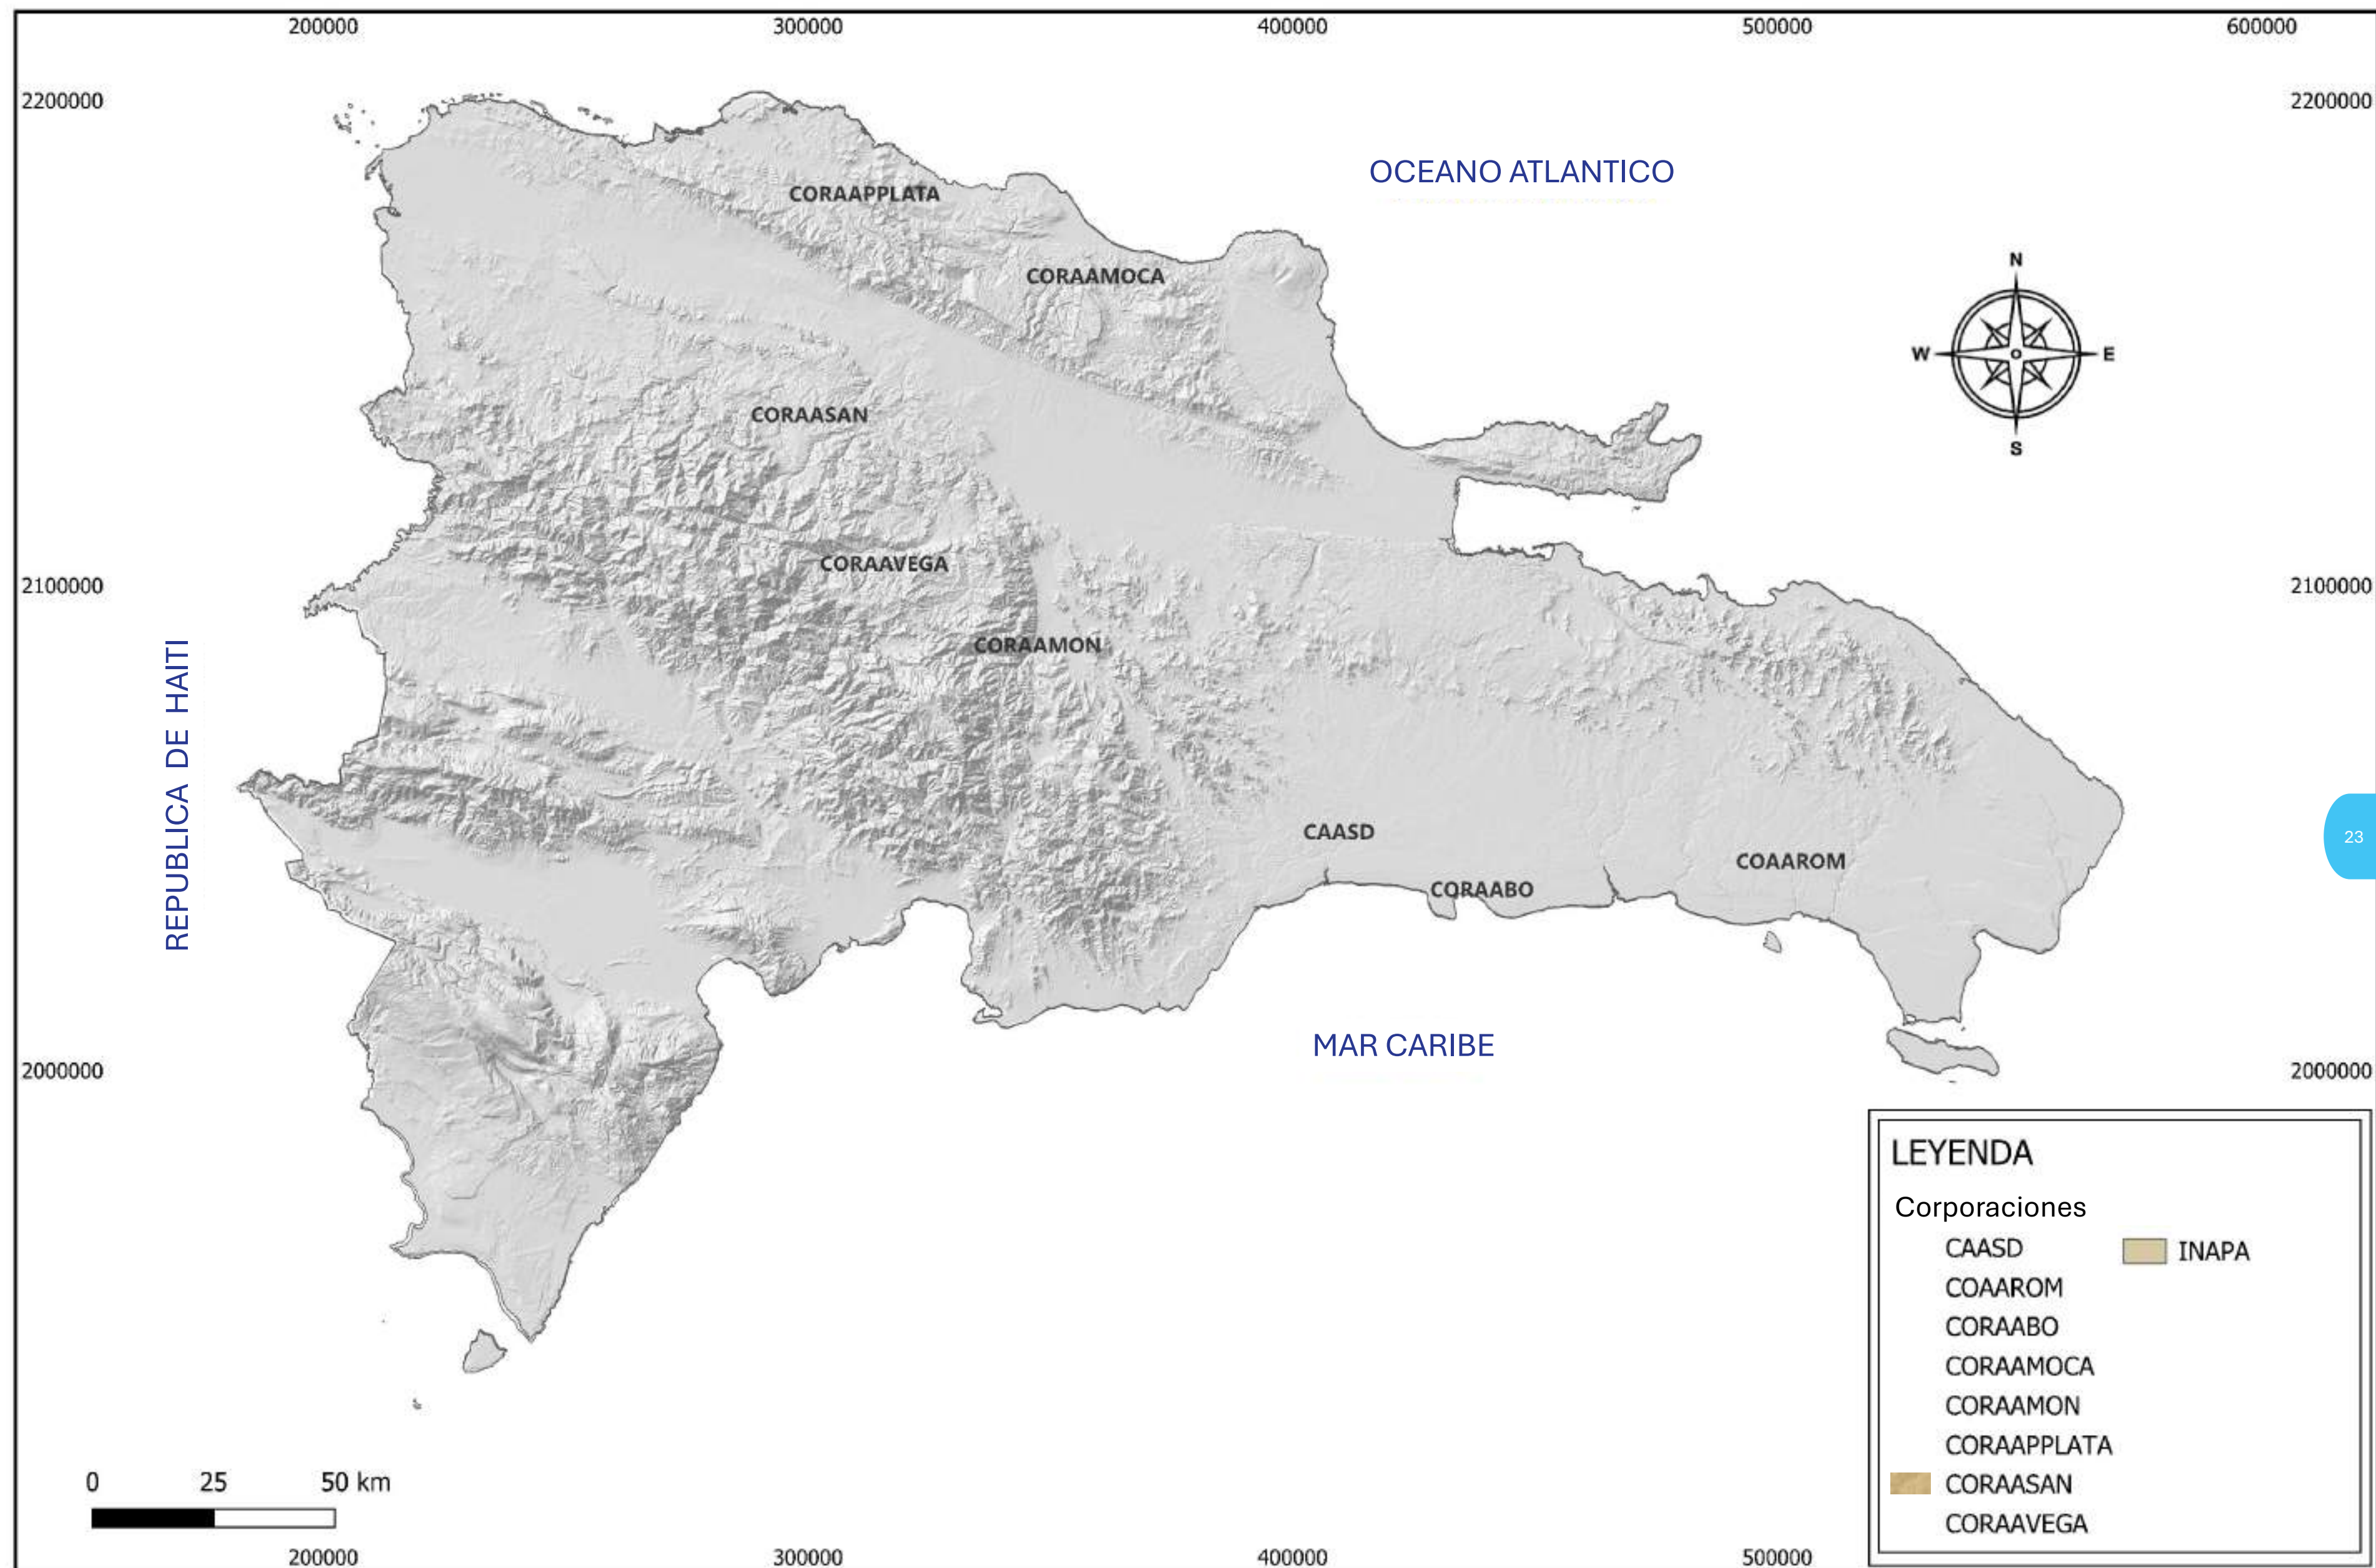 200000 300000 400000 500000 600000
2200000 2200000
OCEANO ATLANTICO
CORAAPPLATA
N
CORAAMOCA
W E
CORAASAN
S
CORAAVEGA
2100000 2100000
CORAAMON
REPUBLICA DE HAITI
CAASD
23
COAAROM
CORAABO
MAR CARIBE
2000000 2000000
LEYENDA
Corporaciones
CAASD INAPA
COAAROM
CORAABO
CORAAMOCA
CORAAMON
CORAAPPLATA
CORAASAN
CORAAVEGA
0 25 50 km
200000 300000 400000 500000